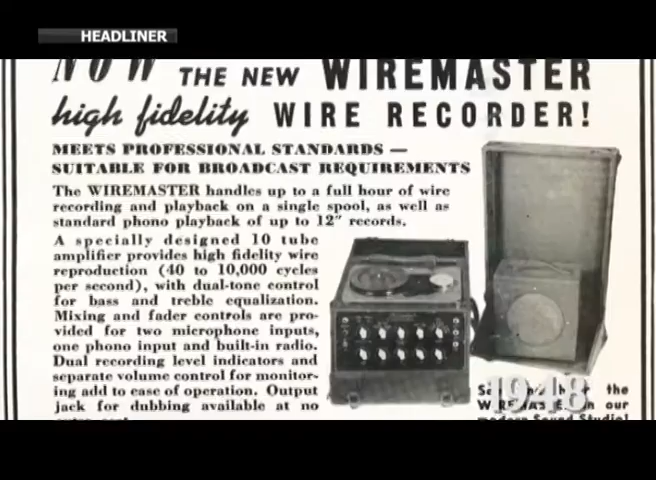 HEADLINER
NOW THE NEW WIREMASTER
high fidelity WIRE RECORDER!
MEETS PROFESSIONAL STANDARDS —
SUITABLE FOR BROADCAST REQUIREMENTS
The WIREMASTER handles up to a full hour of wire
recording and playback on a single spool, as well as
standard phono playback of up to 12" records.
A specially designed 10 tube
amplifier provides high fidelity wire
reproduction (40 to 10,000 cycles
per second), with dual-tone control
for bass and treble equalization.
Mixing and fader controls are pro-
vided for two microphone inputs,
one phono input and built-in radio.
Dual recording level indicators and
separate volume control for monitor-
ing add to ease of operation. Output
jack for dubbing available at no
the
WIREMASTER in our
modern Sound Studio!
1948